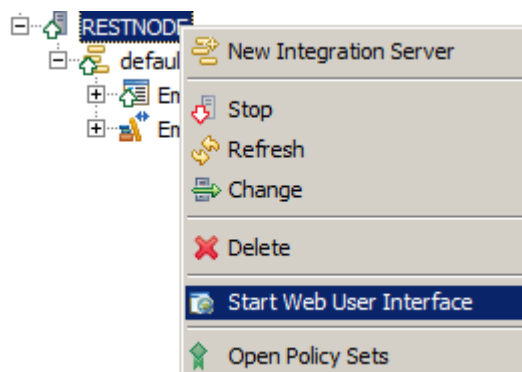 RESTNODE
New Integration Server
defaul
En
Stop
En
Refresh
Change
Delete
Start Web User Interface
Open Policy Sets